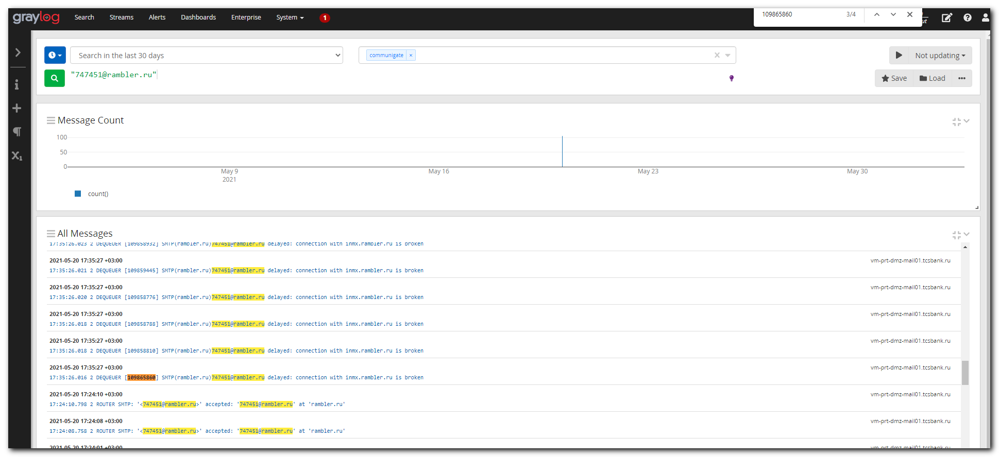 graylog Search Streams Alerts Dashboards Enterprise System 1
109865860 3/4
ut
Search in the last 30 days communigate × Not updating
"747451@rambler.ru" Save Load •••
Message Count
100
50
0
May 9 May 16 May 23 May 30
2021
count()
All Messages
17:35:26.023 2 DEQUEUER [109858932] SMTP(rambler.ru)747451@rambler.ru delayed: connection with inmx.rambler.ru is broken
2021-05-20 17:35:27 +03:00 vm-prt-dmz-mail01.tcsbank.ru
17:35:26.021 2 DEQUEUER [109859445] SMTP(rambler.ru)747451@rambler.ru delayed: connection with inmx.rambler.ru is broken
2021-05-20 17:35:27 +03:00 vm-prt-dmz-mail01.tcsbank.ru
17:35:26.020 2 DEQUEUER [109858776] SMTP(rambler.ru)747451@rambler.ru delayed: connection with inmx.rambler.ru is broken
2021-05-20 17:35:27 +03:00 vm-prt-dmz-mail01.tcsbank.ru
17:35:26.018 2 DEQUEUER [109858788] SMTP(rambler.ru)747451@rambler.ru delayed: connection with inmx.rambler.ru is broken
2021-05-20 17:35:27 +03:00 vm-prt-dmz-mail01.tcsbank.ru
17:35:26.018 2 DEQUEUER [109858810] SMTP(rambler.ru)747451@rambler.ru delayed: connection with inmx.rambler.ru is broken
2021-05-20 17:35:27 +03:00 vm-prt-dmz-mail01.tcsbank.ru
17:35:26.016 2 DEQUEUER [109865860] SMTP(rambler.ru)747451@rambler.ru delayed: connection with inmx.rambler.ru is broken
2021-05-20 17:24:10 +03:00 vm-prt-dmz-mail01.tcsbank.ru
17:24:10.798 2 ROUTER SMTP: '<747451@rambler.ru>' accepted: '747451@rambler.ru' at 'rambler.ru'
2021-05-20 17:24:08 +03:00 vm-prt-dmz-mail01.tcsbank.ru
17:24:08.758 2 ROUTER SMTP: '<747451@rambler.ru>' accepted: '747451@rambler.ru' at 'rambler.ru'
2021-05-20 17:24:01 +03:00 vm-prt-dmz-mail01.tcsbank.ru